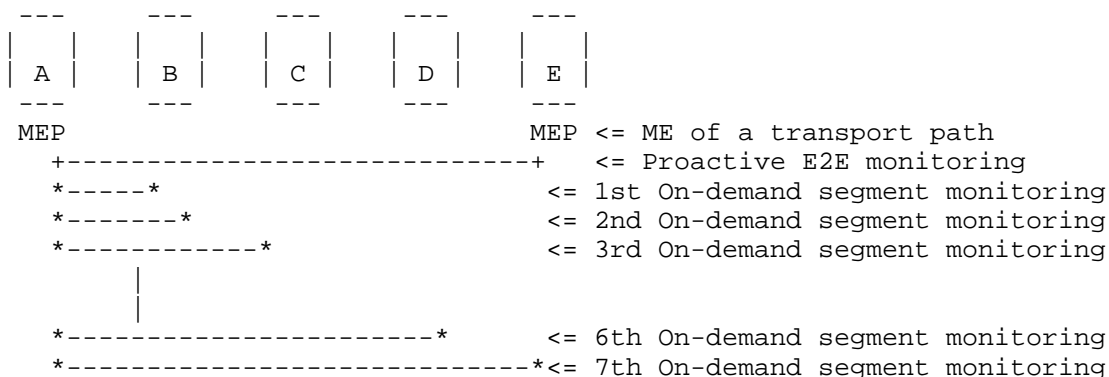 ---     ---     ---     ---     ---
|   |   |   |   |   |   |   |   |   |
| A |   | B |   | C |   | D |   | E |
 ---     ---     ---     ---     ---
 MEP                             MEP <= ME of a transport path
   +-----------------------------+   <= Proactive E2E monitoring
   *-----*                        <= 1st On-demand segment monitoring
   *-------*                      <= 2nd On-demand segment monitoring
   *------------*                 <= 3rd On-demand segment monitoring
        |
        |
   *-----------------------*      <= 6th On-demand segment monitoring
   *-----------------------------*<= 7th On-demand segment monitoring